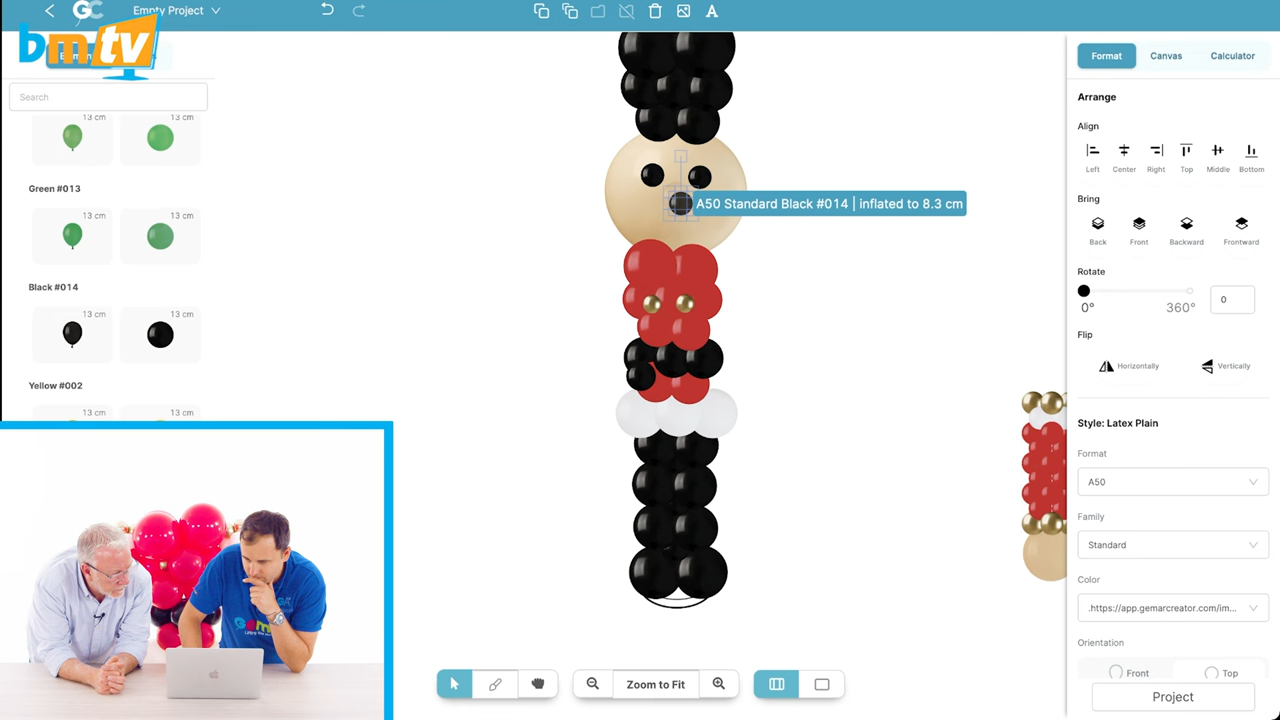 GC
Empty Project
bmtv
Search
13 cm
13 cm
Green #013
13 cm
13 cm
Black #014
13 cm
13 cm
Yellow #002
13 cm
13 cm
A50 Standard Black #014 | inflated to 8.3 cm
Format
Canvas
Calculator
Arrange
Align
Left
Center
Right
Top
Middle
Bottom
Bring
Back
Front
Backward
Frontward
Rotate
0°
360°
0
Flip
Horizontally
Vertically
Style: Latex Plain
Format
A50
Family
Standard
Color
.https://app.gemarcreator.com/im...
Orientation
Front
Top
Project
Zoom to Fit